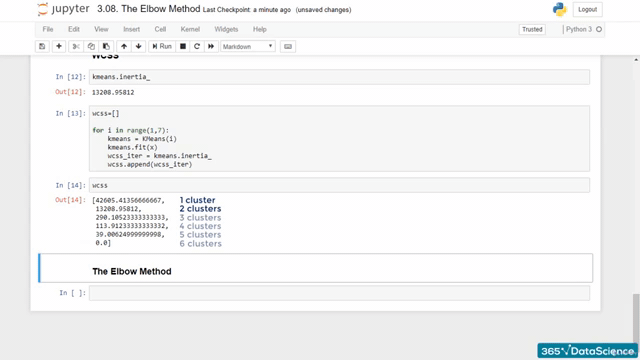 jupyter 3.08. The Elbow Method Last Checkpoint: a minute ago (unsaved changes)
Logout
File Edit View Insert Cell Kernel Widgets Help
Trusted
Python 3
Run
Markdown
WCSS
In [12]: kmeans.inertia_
Out[12]: 13208.95812
In [13]: wcss=[]
for i in range(1,7):
kmeans = KMeans(i)
kmeans.fit(x)
wcss_iter = kmeans.inertia_
wcss.append(wcss_iter)
In [14]: wcss
Out[14]: [42605.41356666667, 1 cluster
13208.95812, 2 clusters
290.10523333333333, 3 clusters
113.91233333333332, 4 clusters
39.00624999999998, 5 clusters
0.0] 6 clusters
The Elbow Method
In [ ]:
365 DataScience